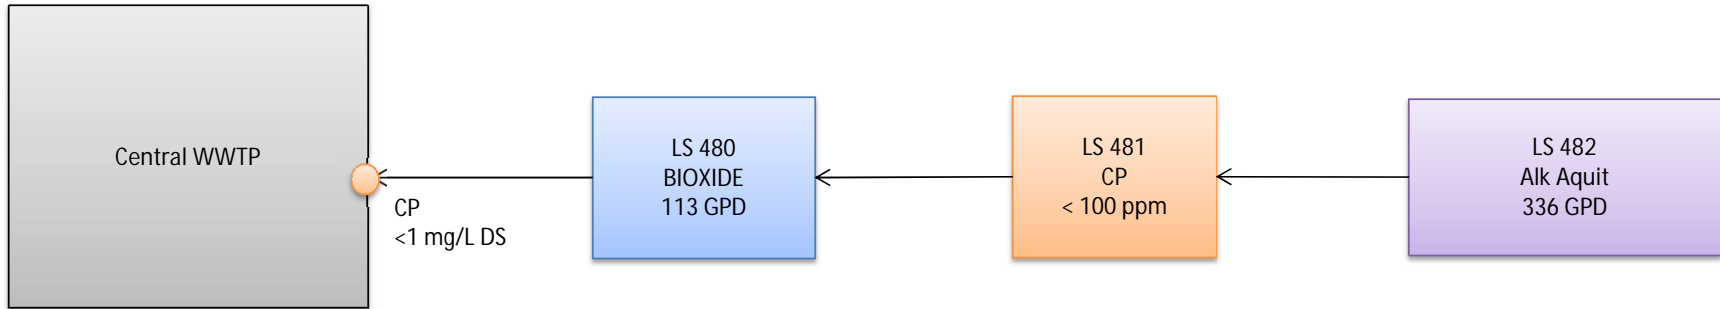 Central WWTP
CP
<1 mg/L DS
LS 480
BIOXIDE
113 GPD
LS 481
CP
< 100 ppm
LS 482
Alk Aquit
336 GPD